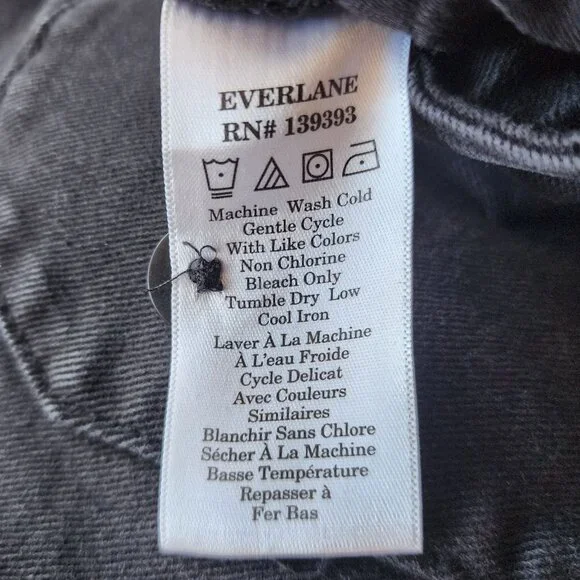 EVERLANE
RN# 139393
Machine Wash Cold
Gentle Cycle
With Like Colors
Non Chlorine
Bleach Only
Tumble Dry Low
Cool Iron
Laver À La Machine
À L'eau Froide
Cycle Delicat
Avec Couleurs
Similaires
Blanchir Sans Chlore
Sécher À La Machine
Basse Température
Repasser à
Fer Bas